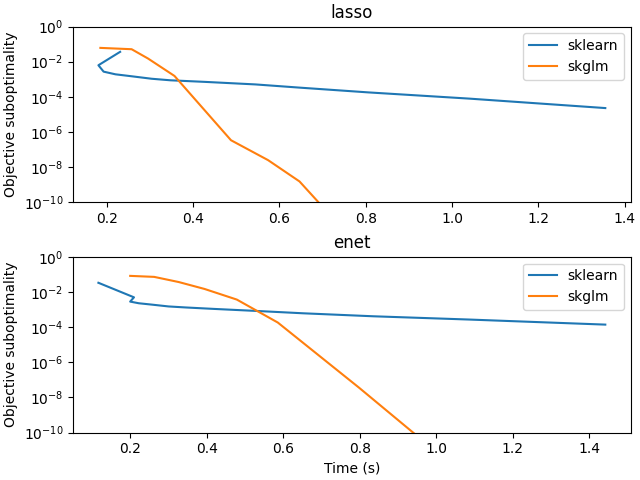 lasso
Objective suboptimality
10^0
10^-2
10^-4
10^-6
10^-8
10^-10
sklearn
skglm
0.2 0.4 0.6 0.8 1.0 1.2 1.4
enet
Objective suboptimality
10^0
10^-2
10^-4
10^-6
10^-8
10^-10
sklearn
skglm
0.2 0.4 0.6 0.8 1.0 1.2 1.4
Time (s)